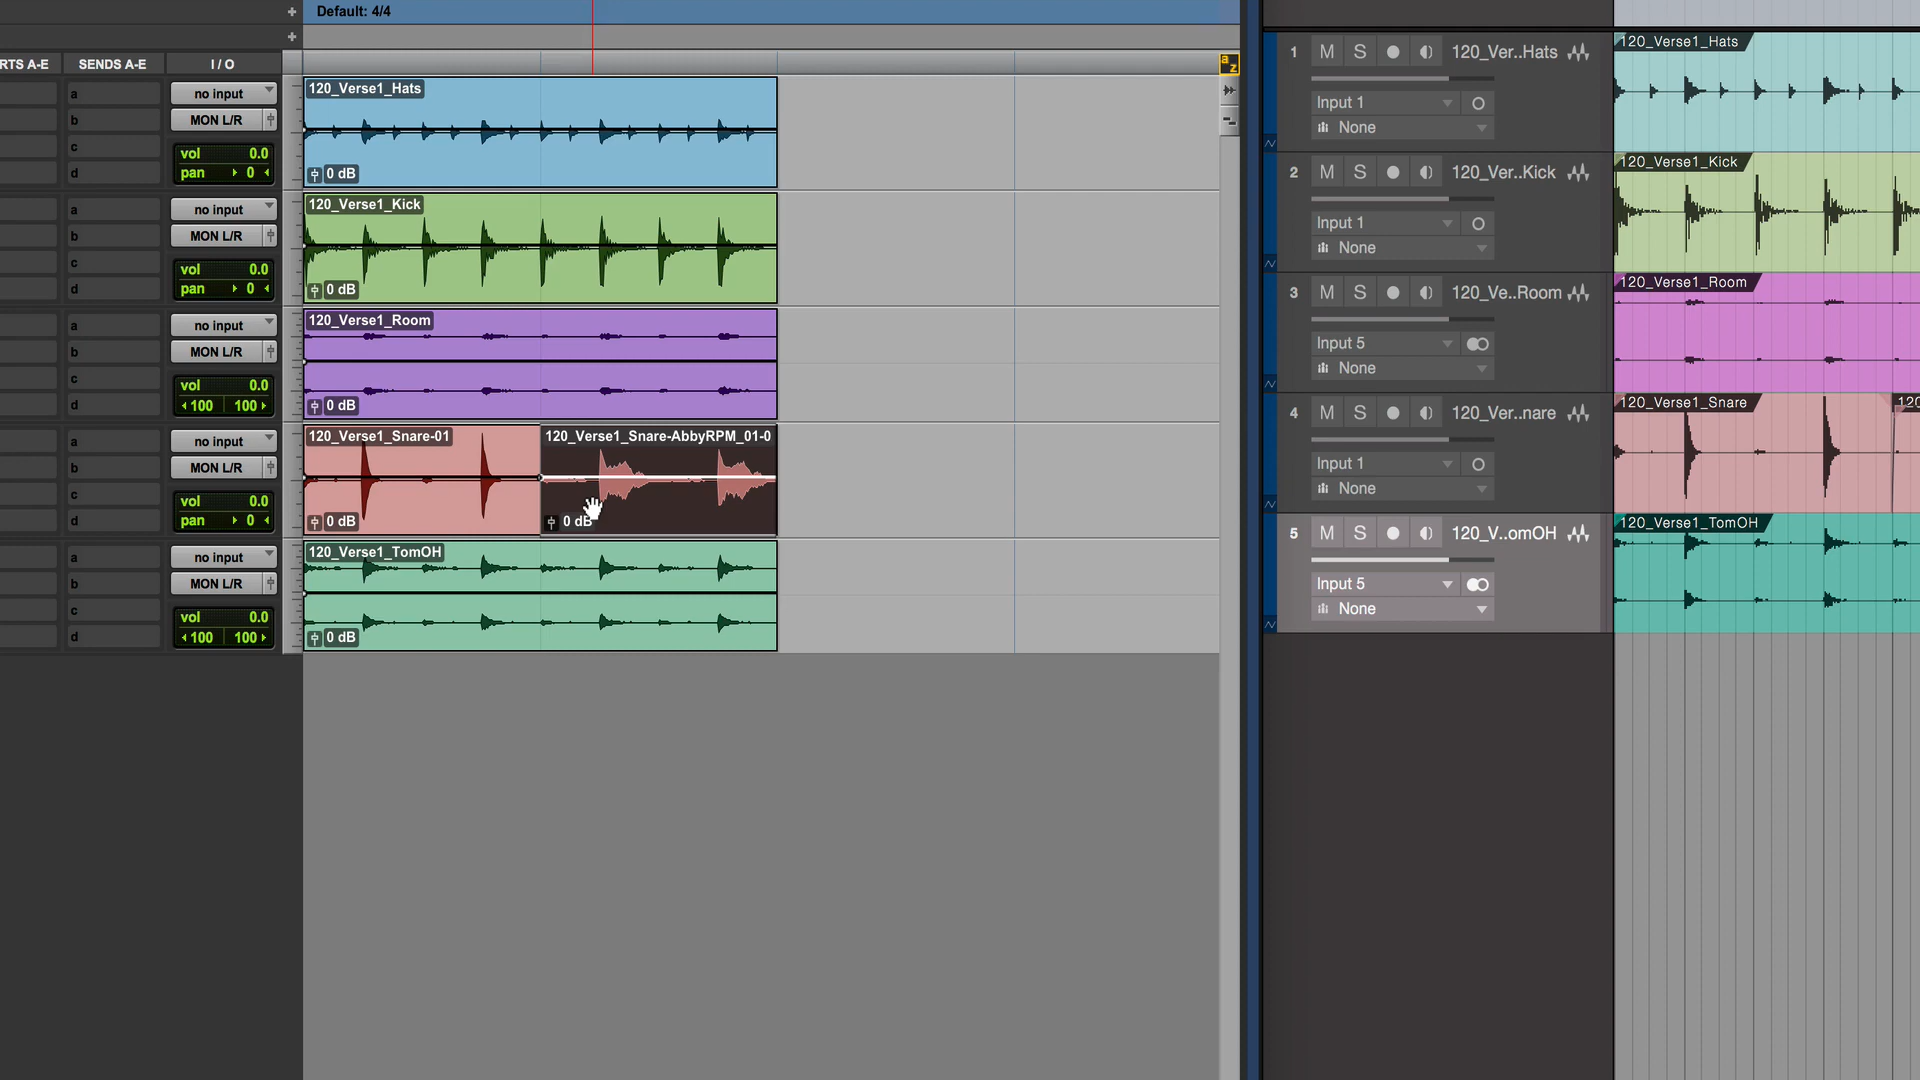 Default: 4/4
RTS A-E SENDS A-E I / O
120_Verse1_Hats
0 dB
a no input
b MON L/R
c vol 0.0
d pan 0
120_Verse1_Kick
0 dB
a no input
b MON L/R
c vol 0.0
d pan 0
120_Verse1_Room
0 dB
a no input
b MON L/R
c vol 0.0
d 100 100
120_Verse1_Snare-01 120_Verse1_Snare-AbbyRPM_01-0
0 dB 0 dB
a no input
b MON L/R
c vol 0.0
d pan 0
120_Verse1_TomOH
0 dB
a no input
b MON L/R
c vol 0.0
d 100 100
a z
1 M S 120_Ver..Hats
Input 1
None
120_Verse1_Hats
2 M S 120_Ver..Kick
Input 1
None
120_Verse1_Kick
3 M S 120_Ve..Room
Input 5
None
120_Verse1_Room
4 M S 120_Ver..nare
Input 1
None
120_Verse1_Snare 120
5 M S 120_V..omOH
Input 5
None
120_Verse1_TomOH